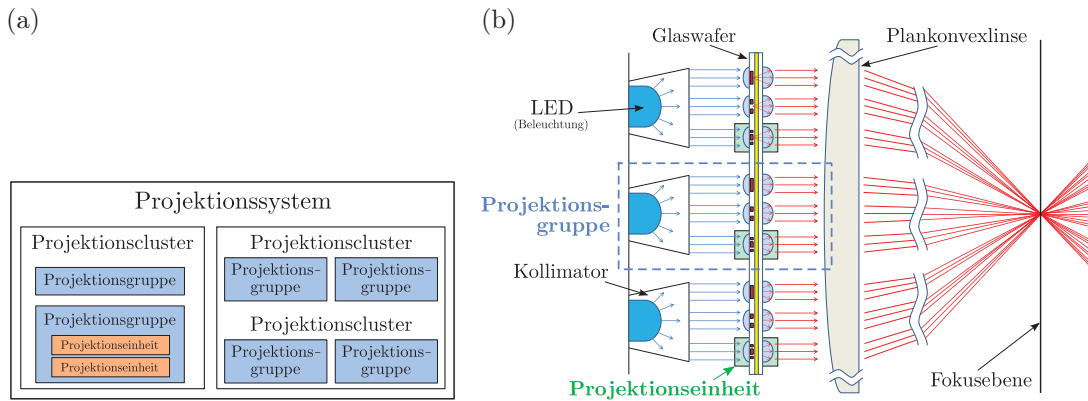 (a)
Projektionssystem
Projektionscluster
Projektionsgruppe
Projektionsgruppe
Projektionseinheit
Projektionseinheit
Projektionscluster
Projektions-
gruppe
Projektions-
gruppe
Projektionscluster
Projektions-
gruppe
Projektions-
gruppe
(b)
Glaswafer
Plankonvexlinse
LED
(Beleuchtung)
Projektions-
gruppe
Kollimator
Projektionseinheit
Fokusebene